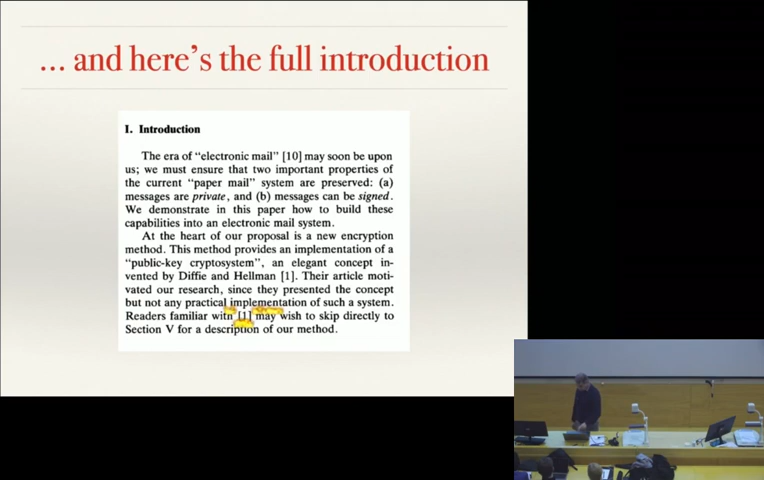 ... and here's the full introduction
I. Introduction
The era of "electronic mail" [10] may soon be upon
us; we must ensure that two important properties of
the current "paper mail" system are preserved: (a)
messages are private, and (b) messages can be signed.
We demonstrate in this paper how to build these
capabilities into an electronic mail system.
At the heart of our proposal is a new encryption
method. This method provides an implementation of a
"public-key cryptosystem", an elegant concept in-
vented by Diffie and Hellman [1]. Their article moti-
vated our research, since they presented the concept
but not any practical implementation of such a system.
Readers familiar with [1] may wish to skip directly to
Section V for a description of our method.